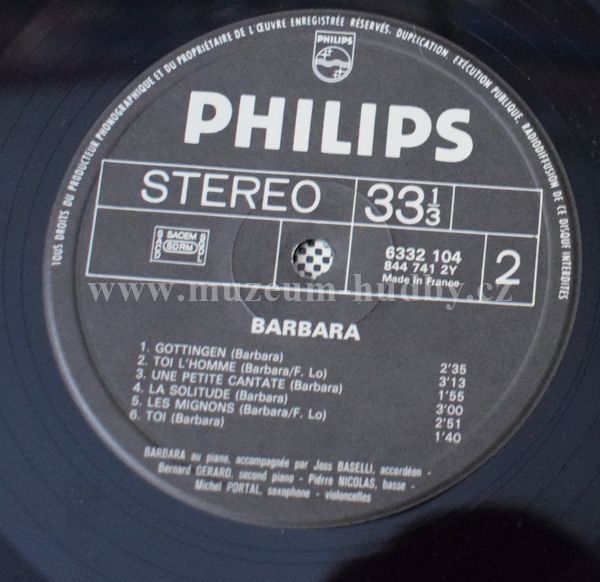 TOUS DROITS DU PRODUCTEUR PHONOGRAPHIQUE ET DU PROPRIÉTAIRE DE L'ŒUVRE ENREGISTRÉE RÉSERVÉS. DUPLICATION, EXÉCUTION PUBLIQUE, RADIODIFFUSION DE CE DISQUE INTERDITES
PHILIPS
PHILIPS
STEREO 33 1/3
SACEM
SDRM
6332 104
844 741 2Y
Made in France
2
www.muzeum-hudby.cz
BARBARA
1. GOTTINGEN (Barbara) 2'35
2. TOI L'HOMME (Barbara/F. Lo) 3'13
3. UNE PETITE CANTATE (Barbara) 1'55
4. LA SOLITUDE (Barbara) 3'00
5. LES MIGNONS (Barbara/F. Lo) 2'51
6. TOI (Barbara) 1'40
BARBARA au piano, accompagnée par Joss BASELLI, accordéon -
Bernard GERARD, second piano - Pierre NICOLAS, basse -
Michel PORTAL, saxophone - violoncelles